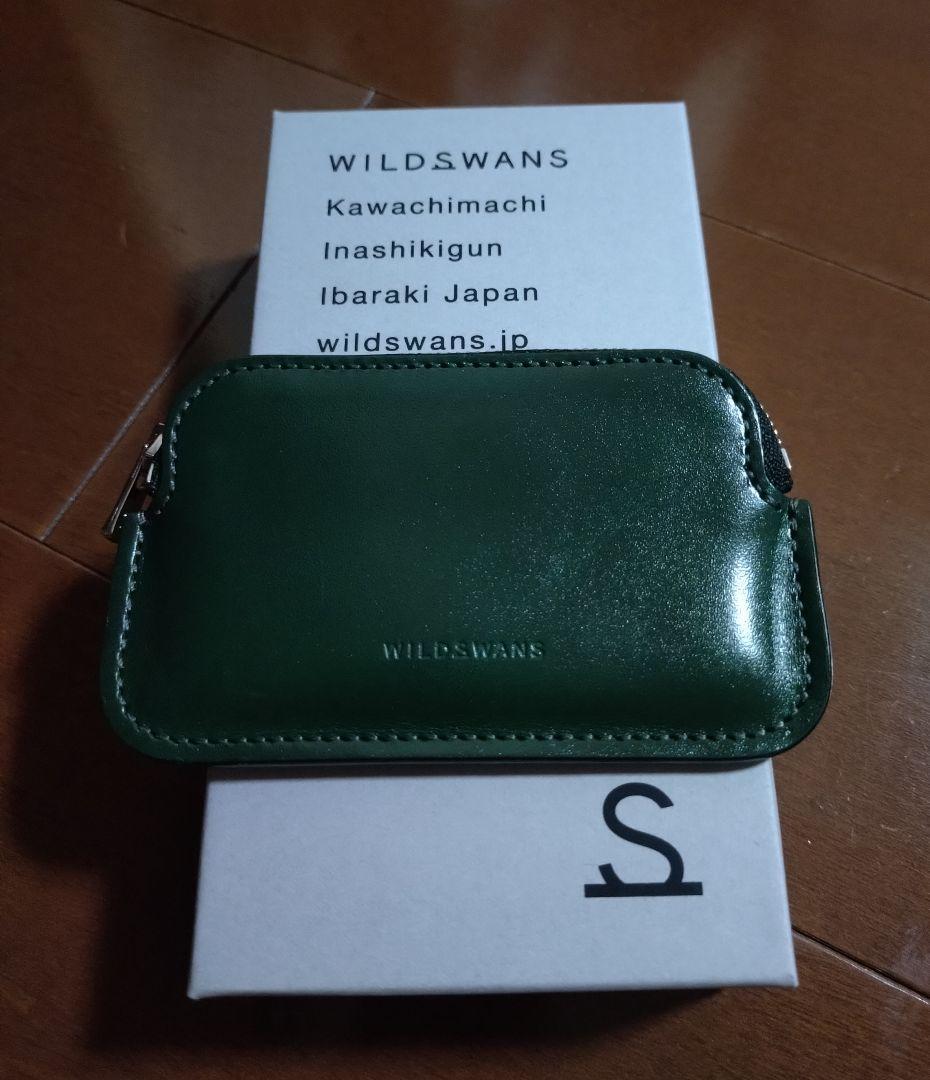 WILDSWANS
Kawachimachi
Inashikigun
Ibaraki Japan
wildswans.jp
WILDSWANS
S